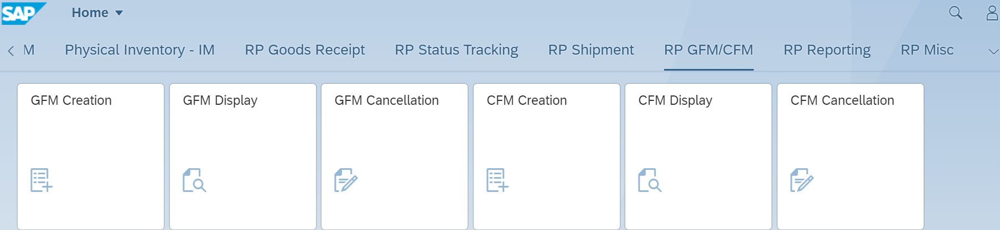 SAP Home
M Physical Inventory - IM RP Goods Receipt RP Status Tracking RP Shipment RP GFM/CFM RP Reporting RP Misc
GFM Creation GFM Display GFM Cancellation CFM Creation CFM Display CFM Cancellation